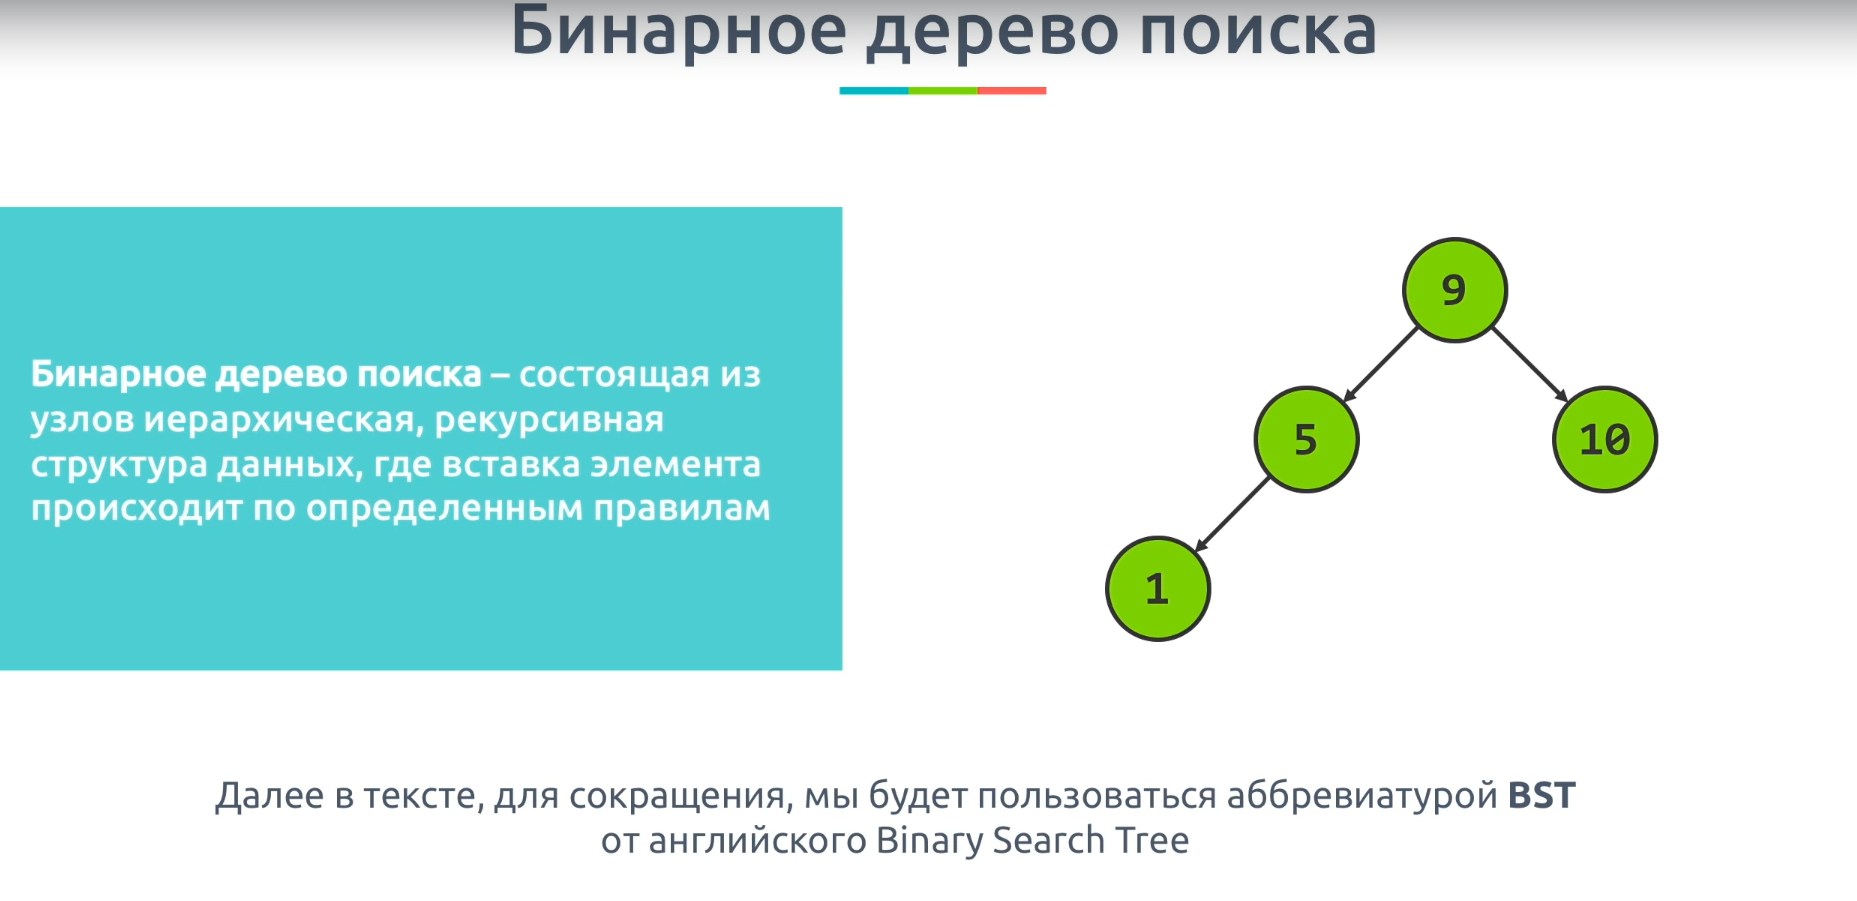 Бинарное дерево поиска
Бинарное дерево поиска – состоящая из
узлов иерархическая, рекурсивная
структура данных, где вставка элемента
происходит по определенным правилам
9
5
10
1
Далее в тексте, для сокращения, мы будет пользоваться аббревиатурой BST
от английского Binary Search Tree